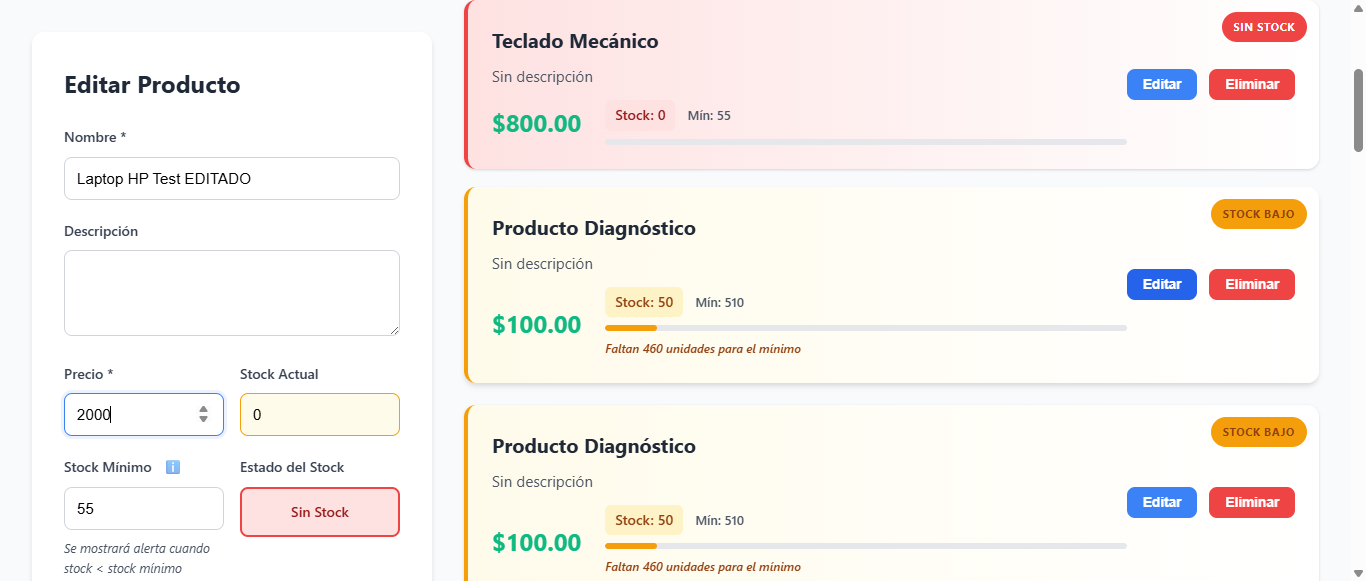 Editar Producto
Nombre *
Laptop HP Test EDITADO
Descripción
Precio *
Stock Actual
2000
0
Stock Mínimo ℹ
Estado del Stock
55
Sin Stock
Se mostrará alerta cuando
stock < stock mínimo
SIN STOCK
Teclado Mecánico
Sin descripción
Editar
Eliminar
$800.00
Stock: 0
Mín: 55
STOCK BAJO
Producto Diagnóstico
Sin descripción
Editar
Eliminar
$100.00
Stock: 50
Mín: 510
Faltan 460 unidades para el mínimo
STOCK BAJO
Producto Diagnóstico
Sin descripción
Editar
Eliminar
$100.00
Stock: 50
Mín: 510
Faltan 460 unidades para el mínimo